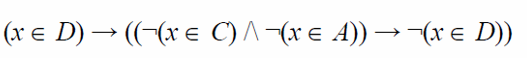 (x ∈ D) → ((¬(x ∈ C) ∧ ¬(x ∈ A)) → ¬(x ∈ D))